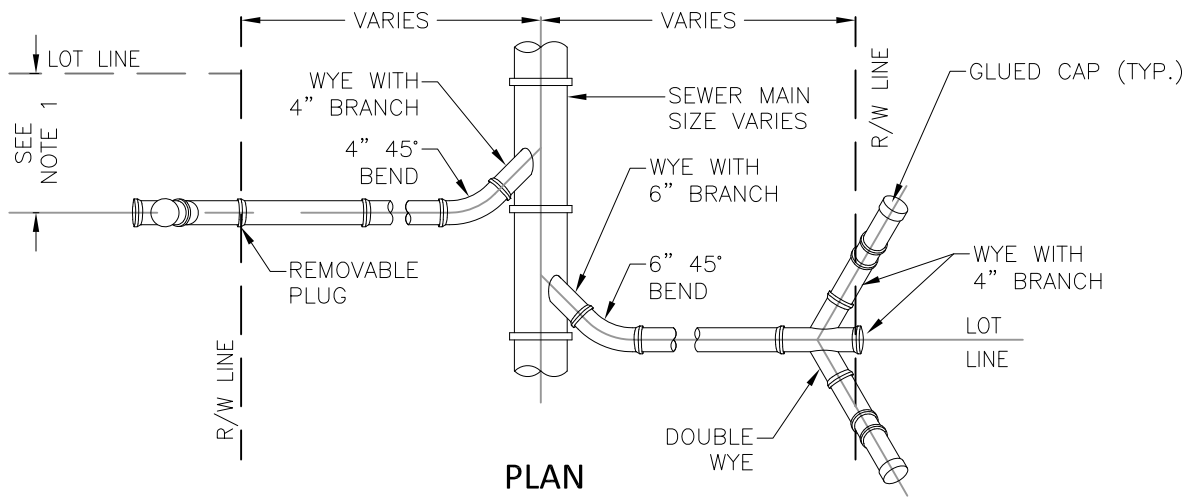 VARIES
VARIES
LOT LINE
WYE WITH
4” BRANCH
SEWER MAIN
SIZE VARIES
R/W LINE
GLUED CAP (TYP.)
SEE
NOTE 1
4” 45°
BEND
WYE WITH
6” BRANCH
REMOVABLE
PLUG
6” 45°
BEND
WYE WITH
4” BRANCH
LOT
LINE
R/W LINE
DOUBLE
WYE
PLAN